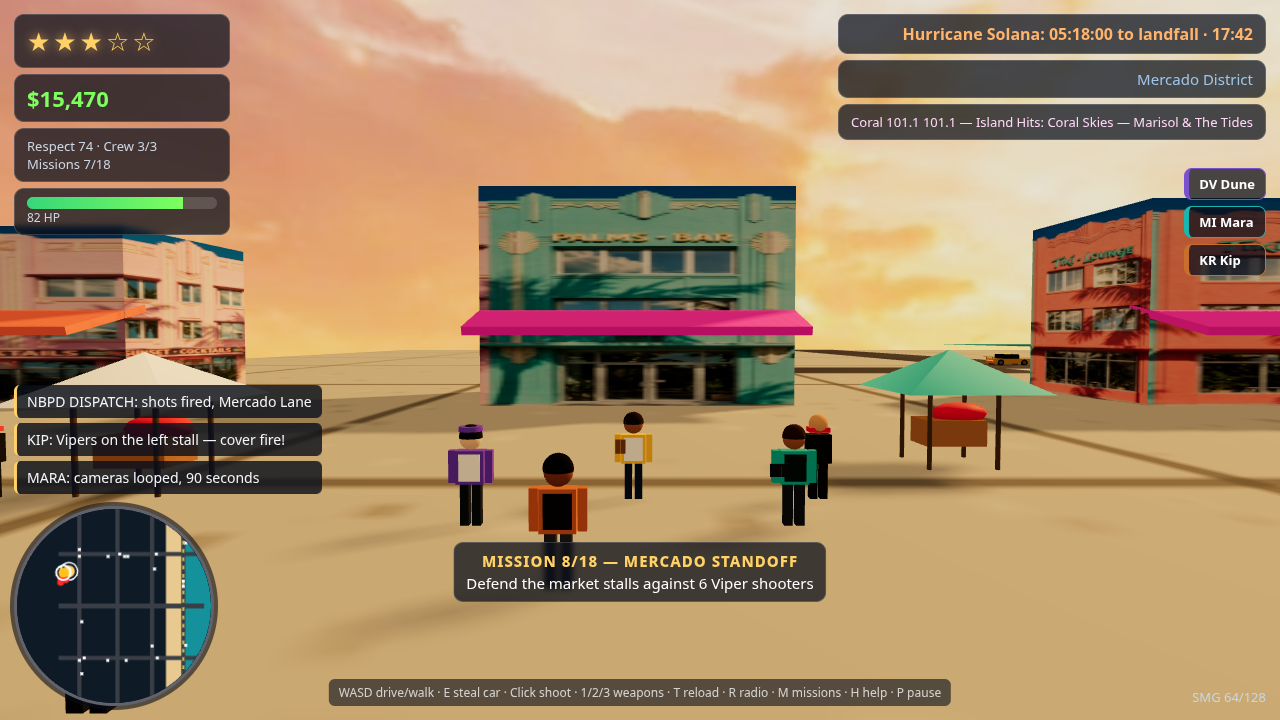 ★★★☆☆
$15,470
Respect 74 · Crew 3/3
Missions 7/18
82 HP
Hurricane Solana: 05:18:00 to landfall · 17:42
Mercado District
Coral 101.1 101.1 — Island Hits: Coral Skies — Marisol & The Tides
DV Dune
MI Mara
KR Kip
PALMS - BAR
LOUNGE
COCKTAILS
NBPD DISPATCH: shots fired, Mercado Lane
KIP: Vipers on the left stall — cover fire!
MARA: cameras looped, 90 seconds
MISSION 8/18 — MERCADO STANDOFF
Defend the market stalls against 6 Viper shooters
WASD drive/walk · E steal car · Click shoot · 1/2/3 weapons · T reload · R radio · M missions · H help · P pause
SMG 64/128